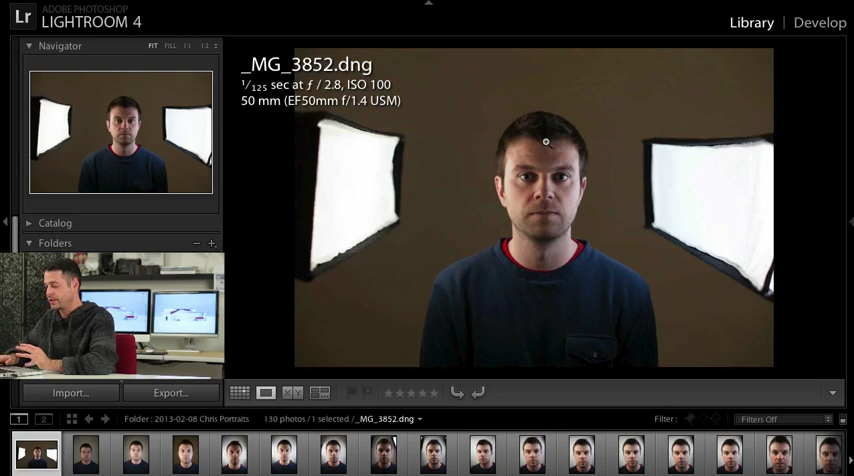 Lr
ADOBE PHOTOSHOP
LIGHTROOM 4
Library | Develop
Navigator
FIT FILL 1:1 1:2
_MG_3852.dng
1/125 sec at ƒ / 2.8, ISO 100
50 mm (EF50mm f/1.4 USM)
Catalog
Folders
Import...
Export...
XY
1 2
Folder : 2013-02-08 Chris Portraits
130 photos / 1 selected / _MG_3852.dng
Filter :
Filters Off